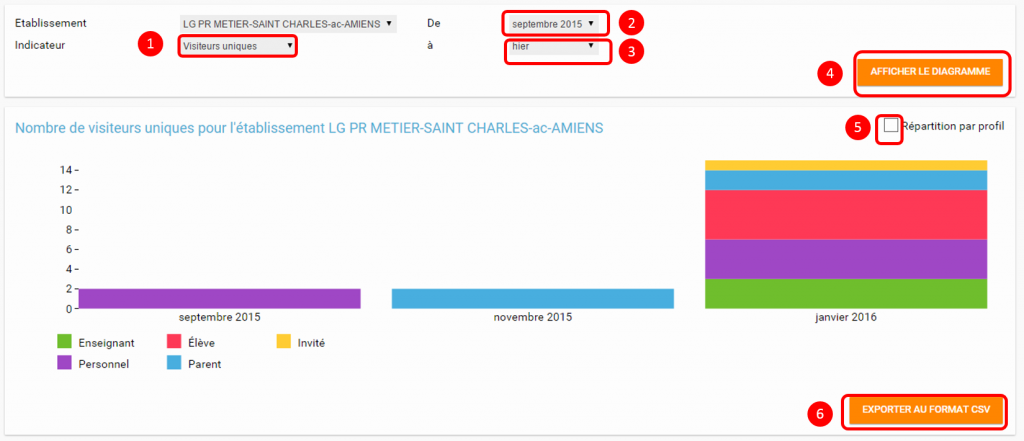 Etablissement LG PR METIER-SAINT CHARLES-ac-AMIENS De septembre 2015 2
Indicateur 1 Visiteurs uniques à hier 3
4 AFFICHER LE DIAGRAMME
Nombre de visiteurs uniques pour l'établissement LG PR METIER-SAINT CHARLES-ac-AMIENS 5 Répartition par profil
14
12
10
8
6
4
2
0
septembre 2015 novembre 2015 janvier 2016
Enseignant Élève Invité
Personnel Parent
6 EXPORTER AU FORMAT CSV